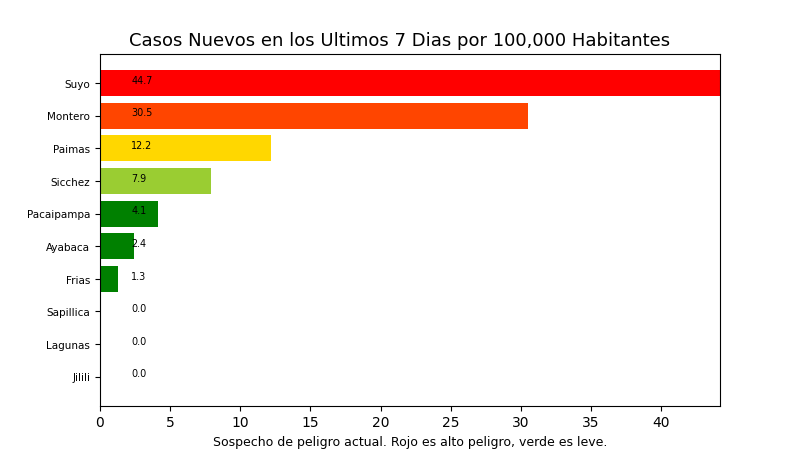 Casos Nuevos en los Ultimos 7 Dias por 100,000 Habitantes
Suyo 44.7
Montero 30.5
Paimas 12.2
Sicchez 7.9
Pacaipampa 4.1
Ayabaca 2.4
Frias 1.3
Sapillica 0.0
Lagunas 0.0
Jilili 0.0
0 5 10 15 20 25 30 35 40
Sospecho de peligro actual. Rojo es alto peligro, verde es leve.